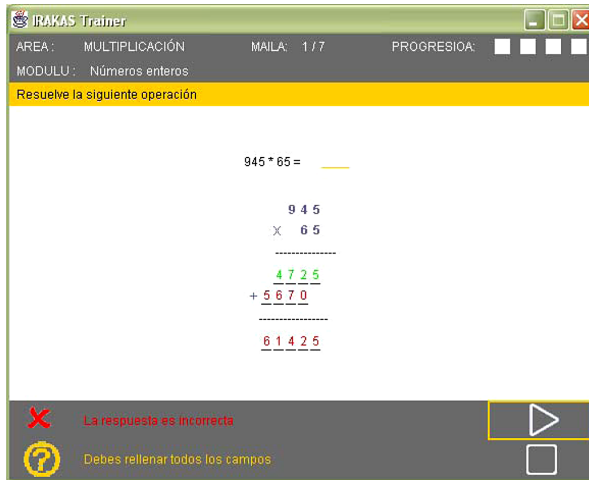 IRAKAS Trainer
AREA : MULTIPLICACIÓN MAILA: 1 / 7 PROGRESIOA:
MODULU : Números enteros
Resuelve la siguiente operación
945 * 65 = ____
9 4 5
X 6 5
---------------
4 7 2 5
+ 5 6 7 0
-----------------
6 1 4 2 5
La respuesta es incorrecta
? Debes rellenar todos los campos